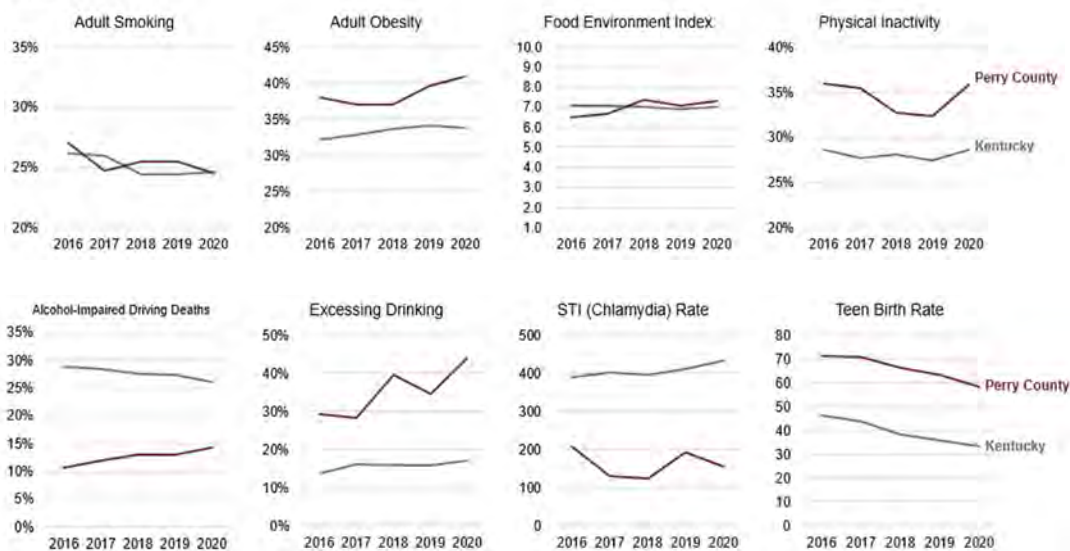 Adult Smoking
35%
30%
25%
20%
2016 2017 2018 2019 2020
Adult Obesity
45%
40%
35%
30%
25%
20%
2016 2017 2018 2019 2020
Food Environment Index
10.0
9.0
8.0
7.0
6.0
5.0
4.0
3.0
2.0
1.0
2016 2017 2018 2019 2020
Physical Inactivity
40%
35%
30%
25%
20%
Perry County
Kentucky
2016 2017 2018 2019 2020
Alcohol-Impaired Driving Deaths
35%
30%
25%
20%
15%
10%
5%
0%
2016 2017 2018 2019 2020
Excessing Drinking
50%
40%
30%
20%
10%
0%
2016 2017 2018 2019 2020
STI (Chlamydia) Rate
500
400
300
200
100
0
2016 2017 2018 2019 2020
Teen Birth Rate
80
70
60
50
40
30
20
10
0
Perry County
Kentucky
2016 2017 2018 2019 2020